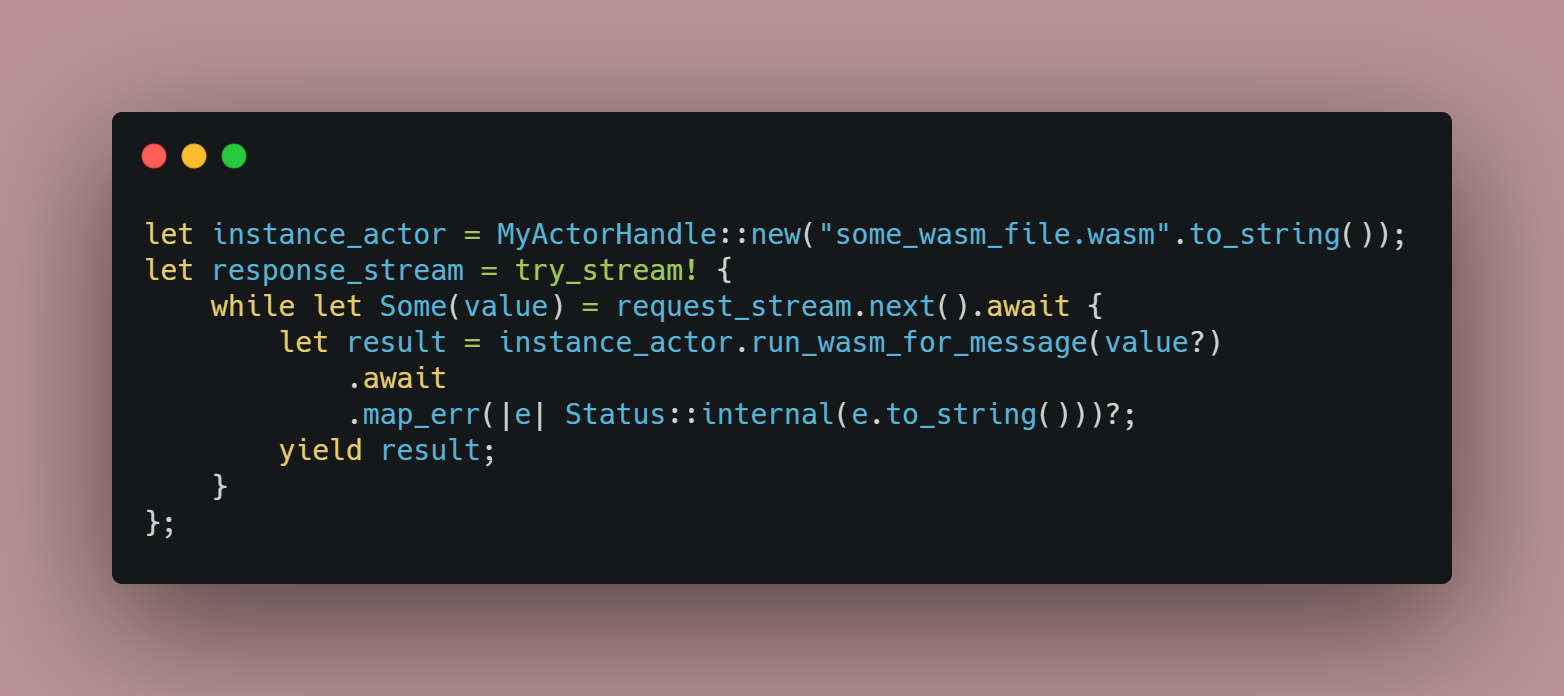 let instance_actor = MyActorHandle::new("some_wasm_file.wasm".to_string());
let response_stream = try_stream! {
    while let Some(value) = request_stream.next().await {
        let result = instance_actor.run_wasm_for_message(value?)
            .await
            .map_err(|e| Status::internal(e.to_string()))?;
        yield result;
    }
};